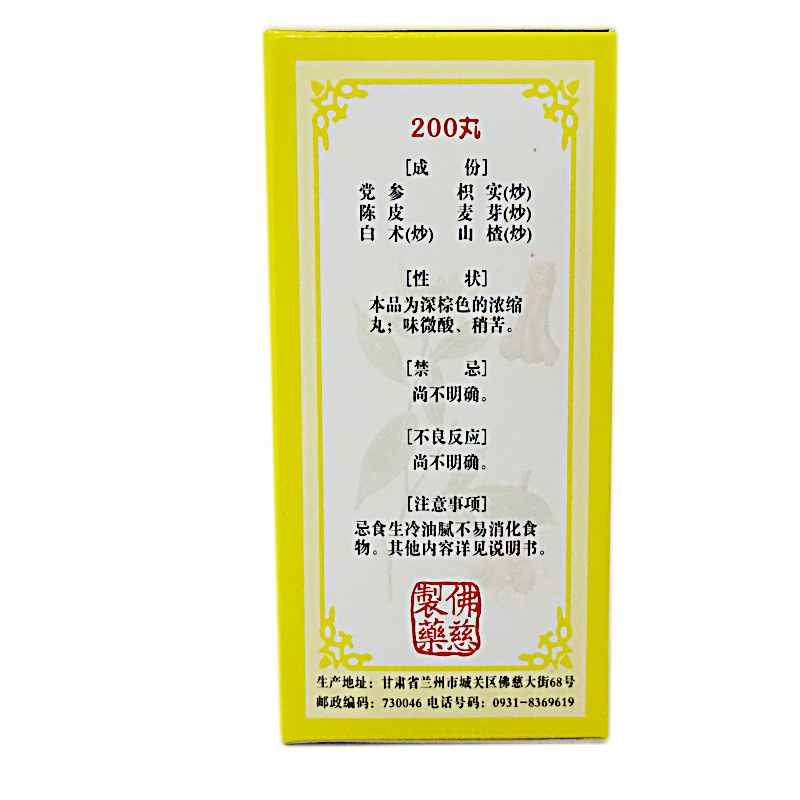 200丸
[成 份]
党 参 枳 实(炒)
陈 皮 麦 芽(炒)
白 术(炒) 山 楂(炒)
[性 状]
本品为深棕色的浓缩
丸；味微酸、稍苦。
[禁 忌]
尚不明确。
[不良反应]
尚不明确。
[注意事项]
忌食生冷油腻不易消化食
物。其他内容详见说明书。
佛慈
製藥
生产地址：甘肃省兰州市城关区佛慈大街68号
邮政编码：730046 电话号码：0931-8369619